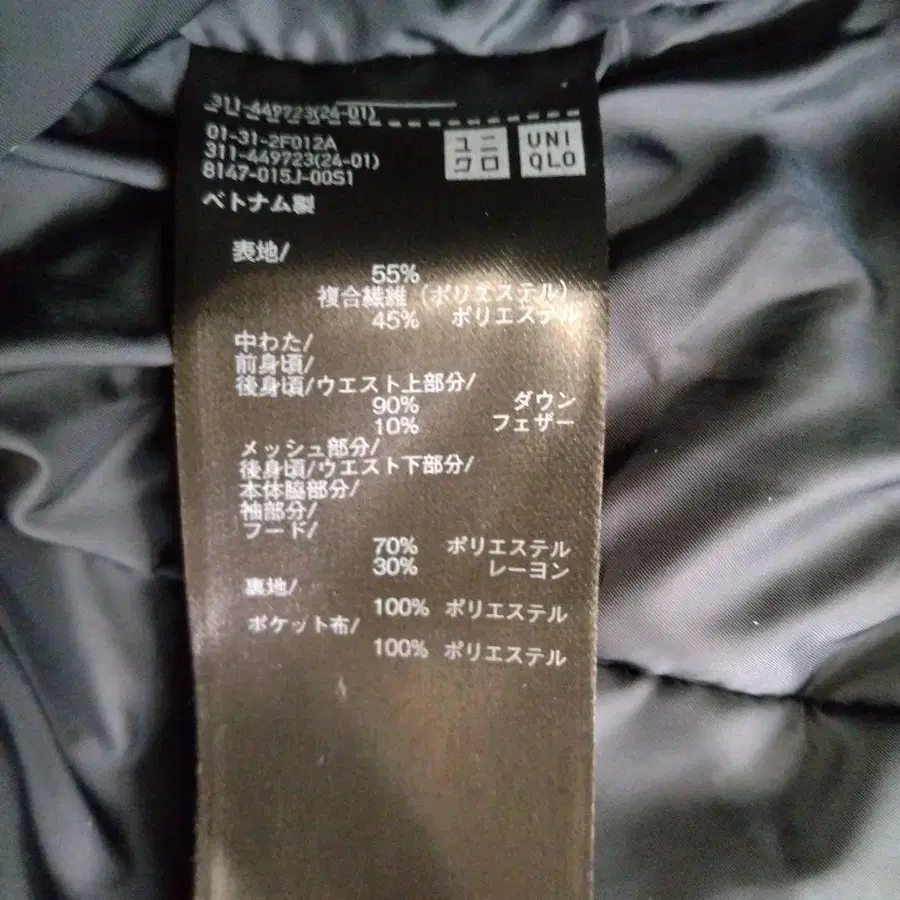 311-449723(24-01)
ユニ
クロ
UNI
QLO
01-31-2F012A
311-449723(24-01)
8147-015J-00S1
ベトナム製
表地/
55%
複合繊維(ポリエステル)
45% ポリエステル
中わた/
前身頃/
後身頃/ウエスト上部分/
90% ダウン
10% フェザー
メッシュ部分/
後身頃/ウエスト下部分/
本体脇部分/
袖部分/
フード/
70% ポリエステル
30% レーヨン
裏地/
100% ポリエステル
ポケット布/
100% ポリエステル